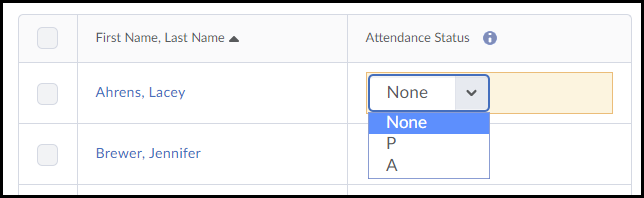 First Name, Last Name Attendance Status
Ahrens, Lacey None
None
P
Brewer, Jennifer
A